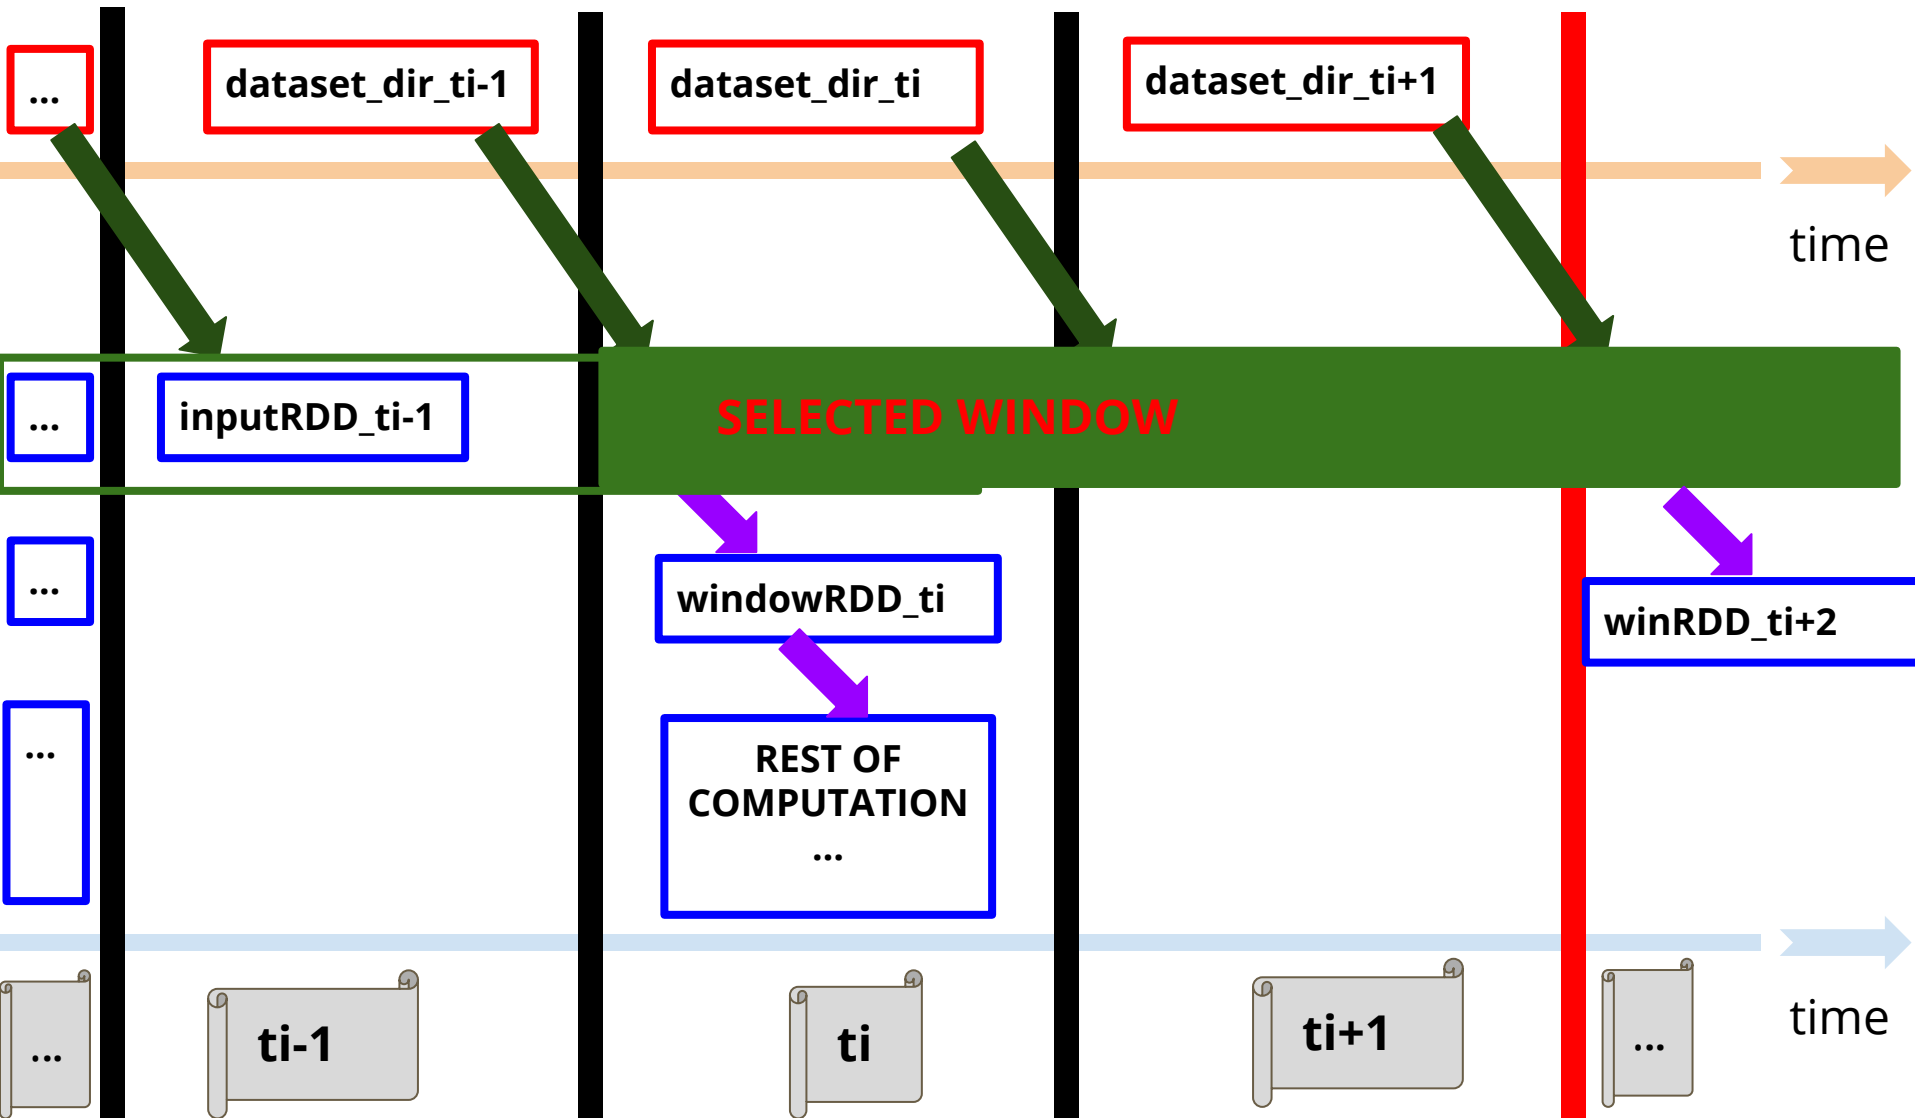 ...
dataset_dir_ti-1
dataset_dir_ti
dataset_dir_ti+1
time
...
inputRDD_ti-1
SELECTED WINDOW
...
windowRDD_ti
winRDD_ti+2
...
REST OF
COMPUTATION
...
...
ti-1
ti
ti+1
...
time